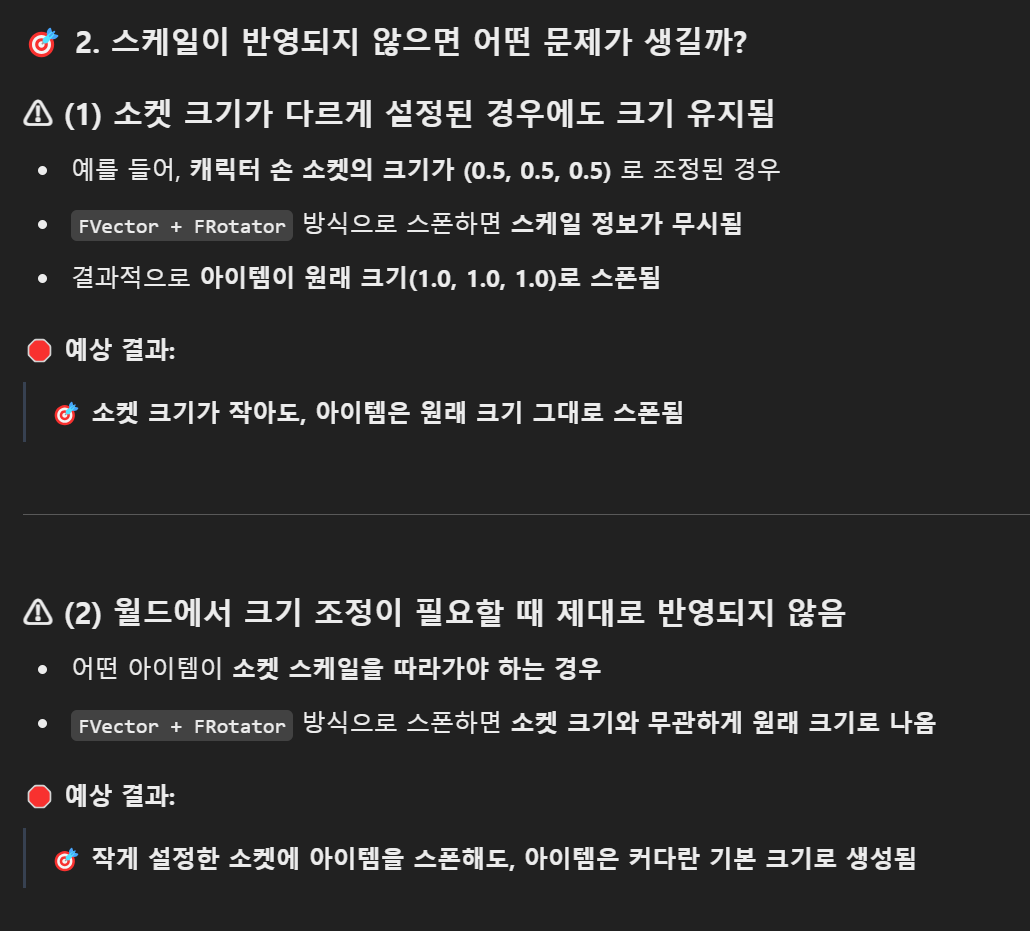 🎯 2. 스케일이 반영되지 않으면 어떤 문제가 생길까?
⚠ (1) 소켓 크기가 다르게 설정된 경우에도 크기 유지됨
• 예를 들어, 캐릭터 손 소켓의 크기가 (0.5, 0.5, 0.5) 로 조정된 경우
• FVector + FRotator 방식으로 스폰하면 스케일 정보가 무시됨
• 결과적으로 아이템이 원래 크기(1.0, 1.0, 1.0)로 스폰됨
🛑 예상 결과:
🎯 소켓 크기가 작아도, 아이템은 원래 크기 그대로 스폰됨
⚠ (2) 월드에서 크기 조정이 필요할 때 제대로 반영되지 않음
• 어떤 아이템이 소켓 스케일을 따라가야 하는 경우
• FVector + FRotator 방식으로 스폰하면 소켓 크기와 무관하게 원래 크기로 나옴
🛑 예상 결과:
🎯 작게 설정한 소켓에 아이템을 스폰해도, 아이템은 커다란 기본 크기로 생성됨